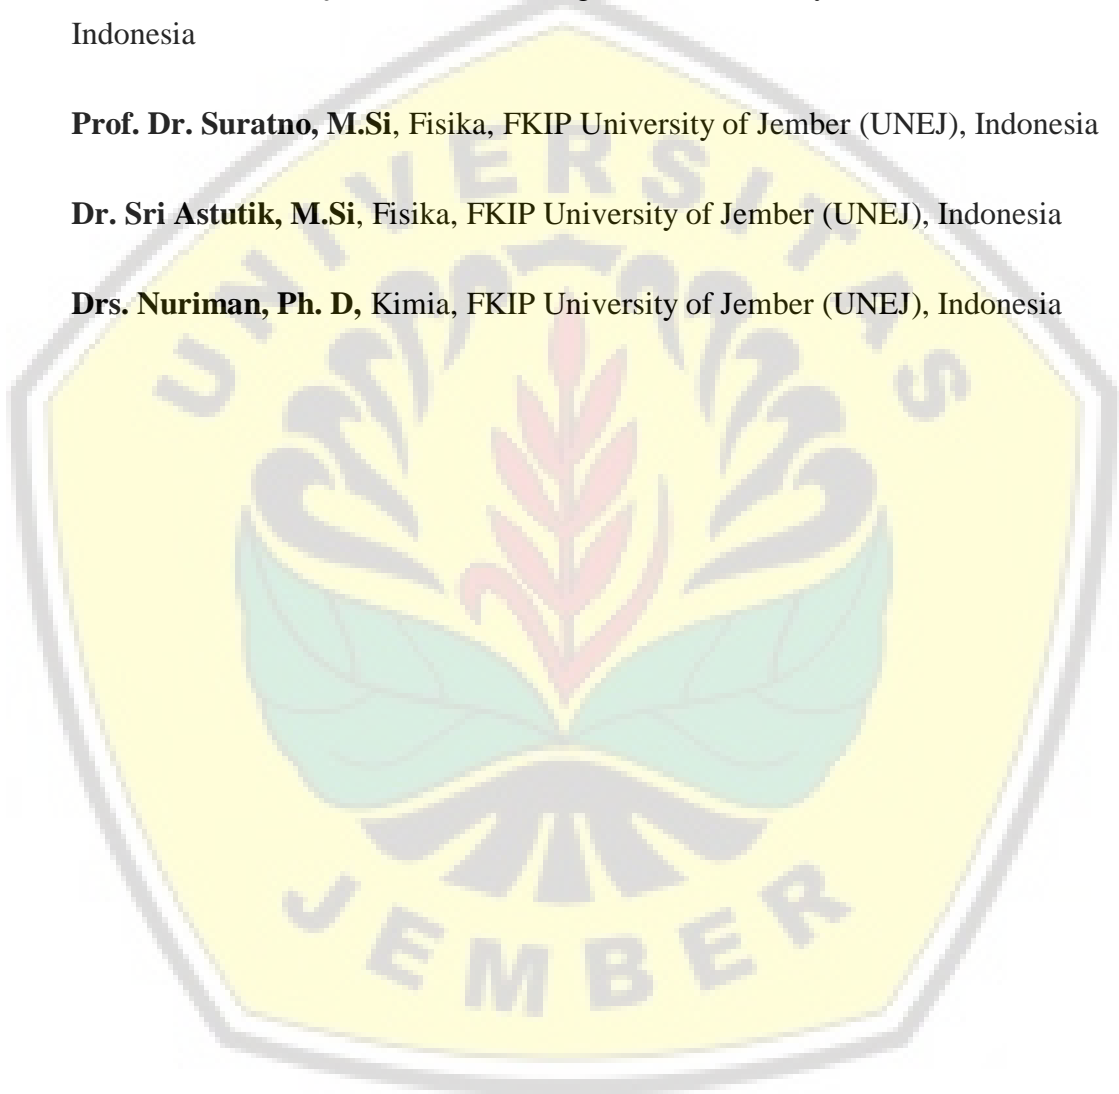 Indonesia
Prof. Dr. Suratno, M.Si, Fisika, FKIP University of Jember (UNEJ), Indonesia
Dr. Sri Astutik, M.Si, Fisika, FKIP University of Jember (UNEJ), Indonesia
Drs. Nuriman, Ph. D, Kimia, FKIP University of Jember (UNEJ), Indonesia
UNIVERSITAS
JEMBER